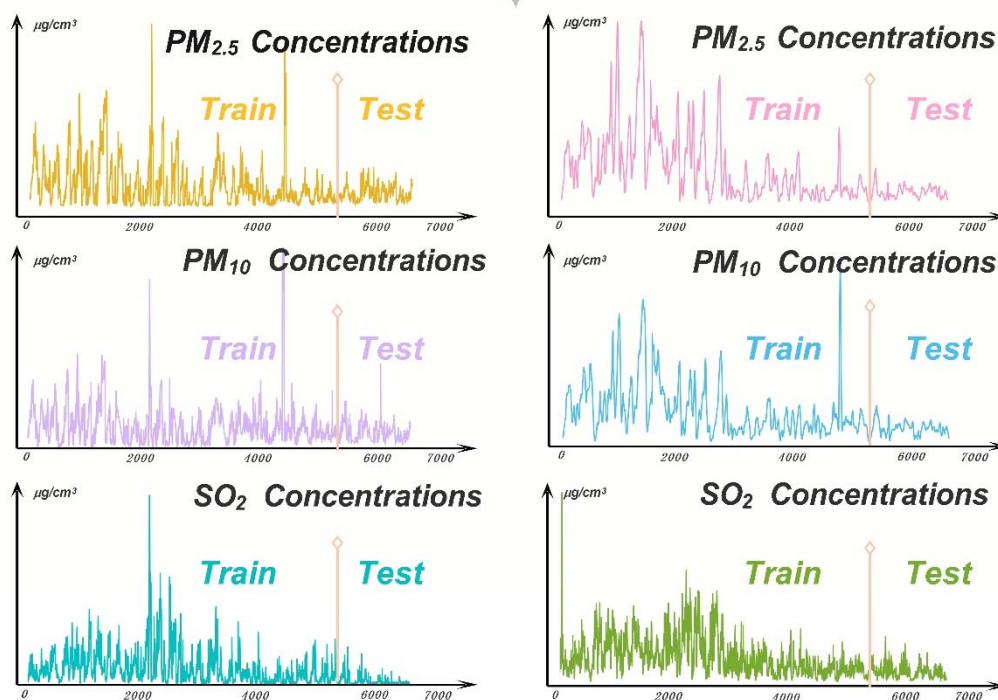 μg/cm³
PM2.5 Concentrations
Train Test
0 2000 4000 6000 7000
μg/cm³
PM2.5 Concentrations
Train Test
0 2000 4000 6000 7000
μg/cm³
PM10 Concentrations
Train Test
0 2000 4000 6000 7000
μg/cm³
PM10 Concentrations
Train Test
0 2000 4000 6000 7000
μg/cm³
SO2 Concentrations
Train Test
0 2000 4000 6000 7000
μg/cm³
SO2 Concentrations
Train Test
0 2000 4000 6000 7000